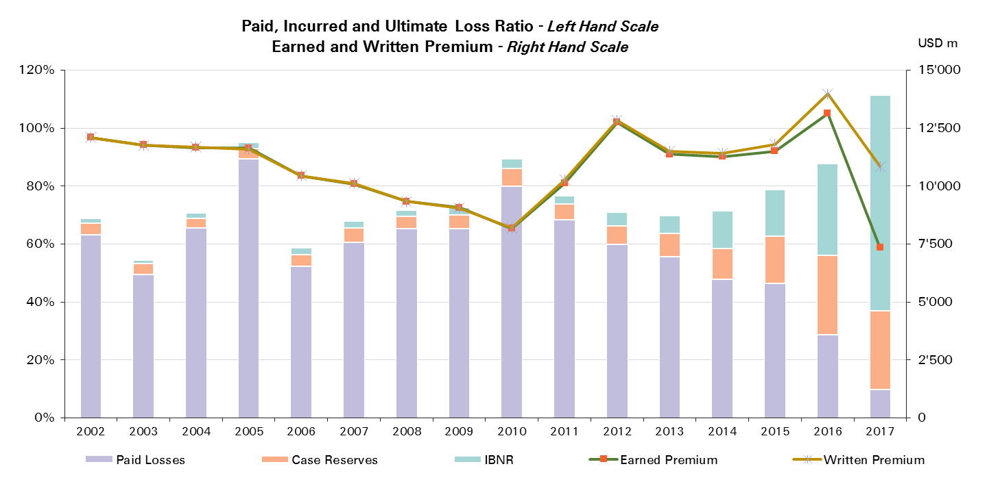 Paid, Incurred and Ultimate Loss Ratio - Left Hand Scale
Earned and Written Premium - Right Hand Scale
USD m
120%
100%
80%
60%
40%
20%
0%
15'000
12'500
10'000
7'500
5'000
2'500
0
2002 2003 2004 2005 2006 2007 2008 2009 2010 2011 2012 2013 2014 2015 2016 2017
Paid Losses Case Reserves IBNR Earned Premium Written Premium